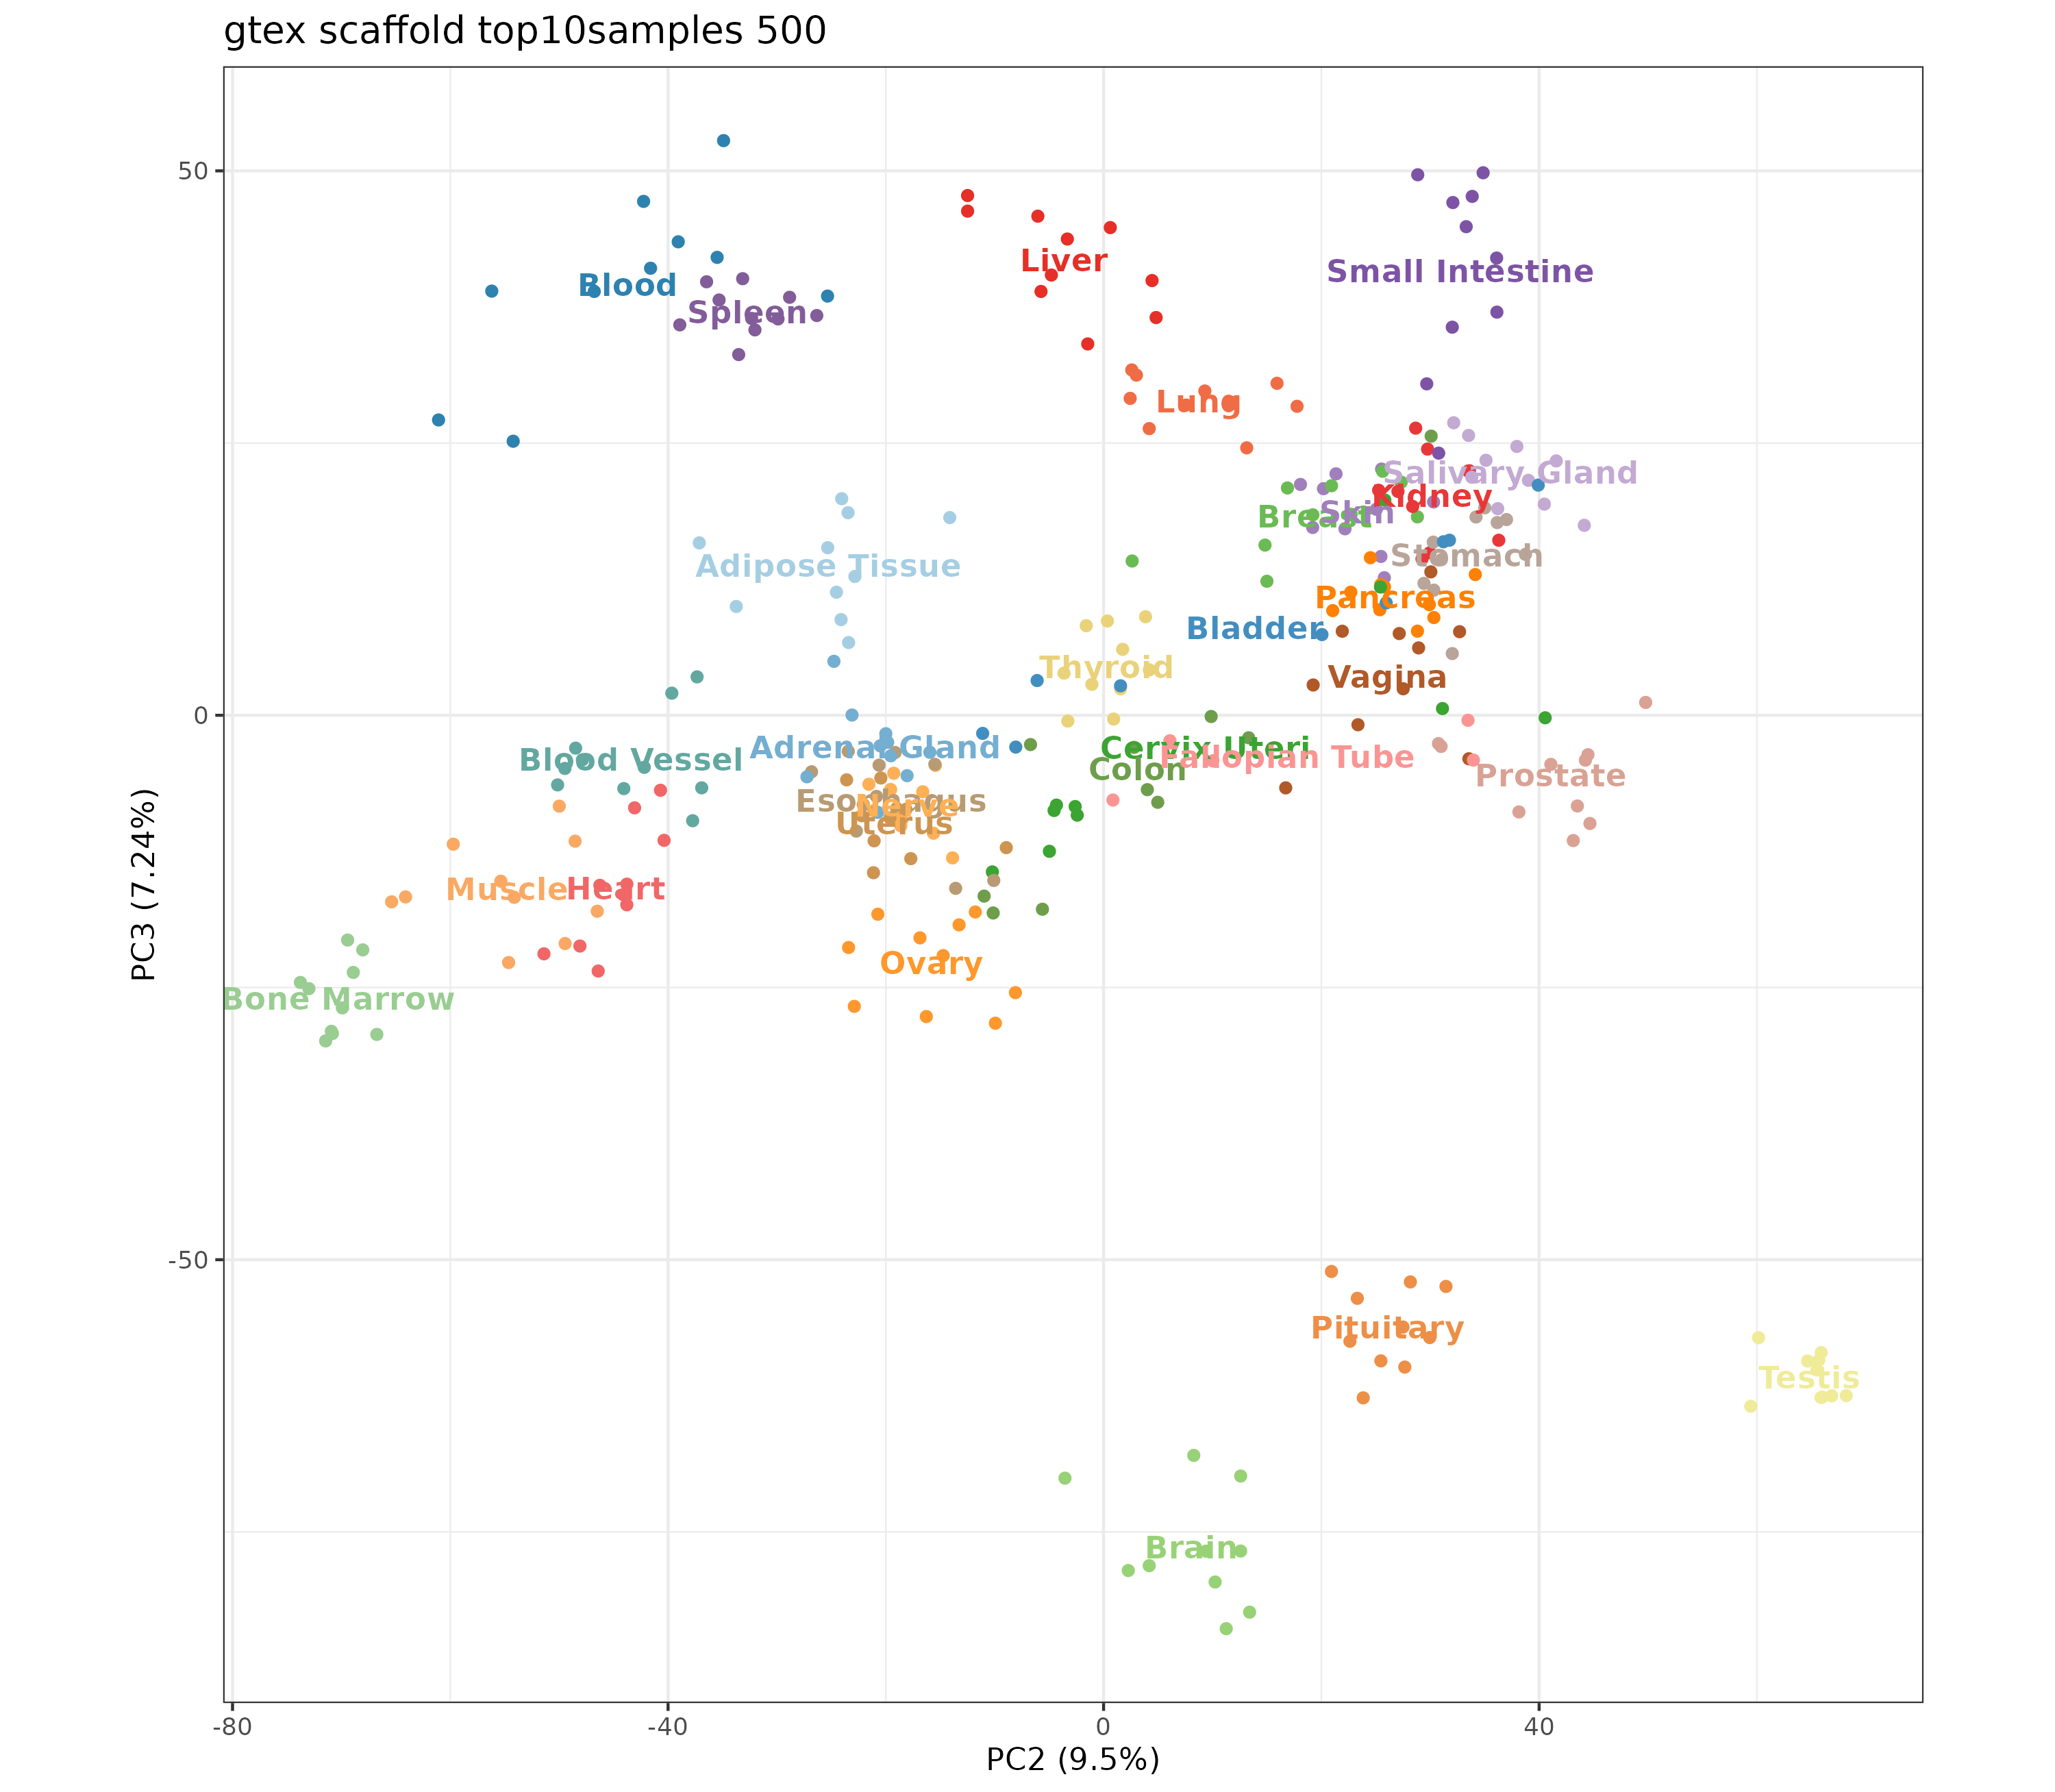 gtex scaffold top10samples 500
50
0
-50
PC3 (7.24%)
Liver
Small Intestine
Blood
Spleen
Lung
Salivary Gland
Kidney
Skin
Breast
Stomach
Adipose Tissue
Pancreas
Bladder
Thyroid
Vagina
Adrenal Gland
Cervix Uteri
Fallopian Tube
Blood Vessel
Colon
Prostate
Esophagus
Nerve
Uterus
Muscle
Heart
Ovary
Bone Marrow
Pituitary
Testis
Brain
-80
-40
0
40
PC2 (9.5%)